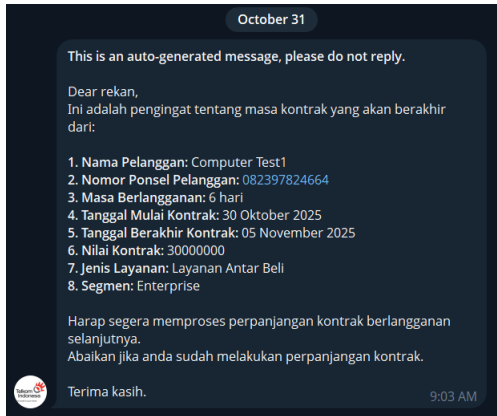 October 31
This is an auto-generated message, please do not reply.
Dear rekan,
Ini adalah pengingat tentang masa kontrak yang akan berakhir
dari:
1. Nama Pelanggan: Computer Test1
2. Nomor Ponsel Pelanggan: 082397824664
3. Masa Berlangganan: 6 hari
4. Tanggal Mulai Kontrak: 30 Oktober 2025
5. Tanggal Berakhir Kontrak: 05 November 2025
6. Nilai Kontrak: 30000000
7. Jenis Layanan: Layanan Antar Beli
8. Segmen: Enterprise
Harap segera memproses perpanjangan kontrak berlangganan
selanjutnya.
Abaikan jika anda sudah melakukan perpanjangan kontrak.
Terima kasih.
9:03 AM
Telkom
Indonesia